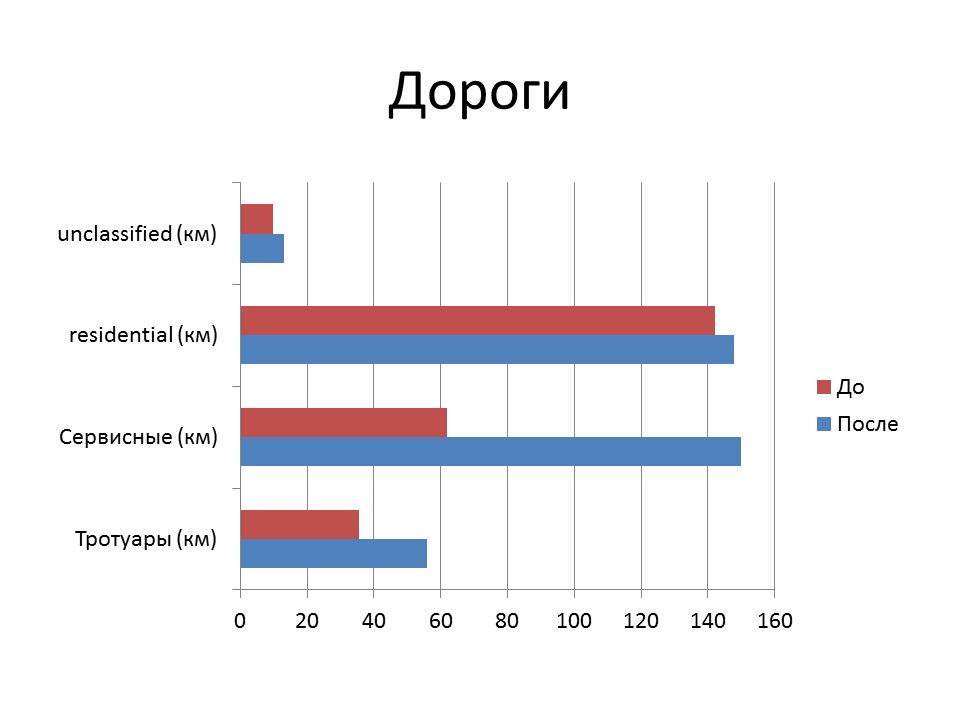 Дороги
unclassified (км)
residential (км)
Сервисные (км)
Тротуары (км)
0 20 40 60 80 100 120 140 160
До
После